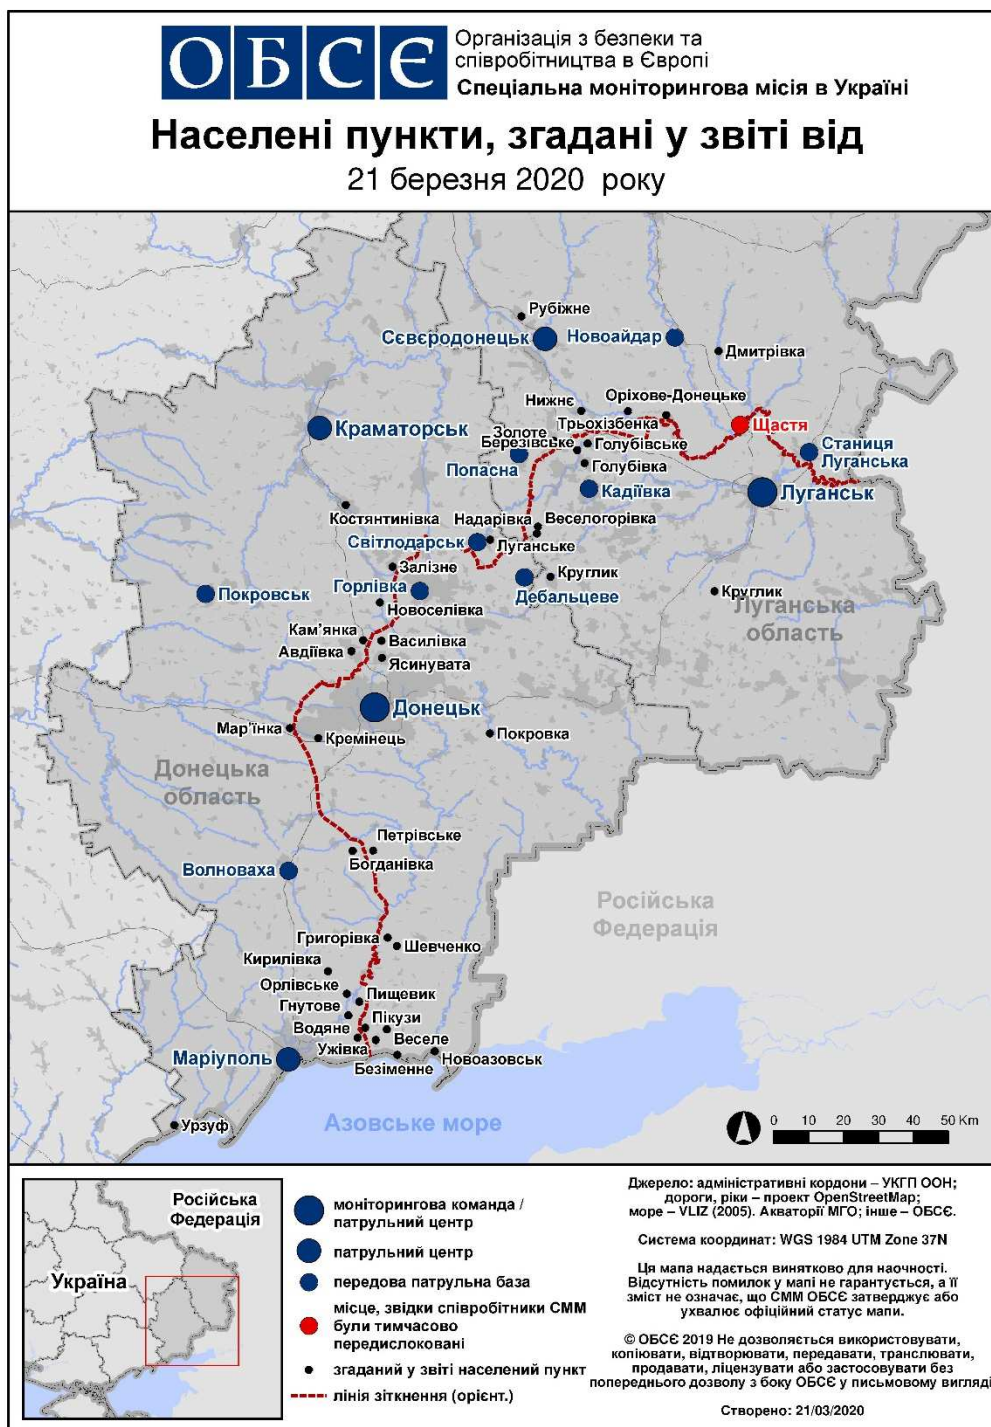 ОБСЄ
Організація з безпеки та
співробітництва в Європі
Спеціальна моніторингова місія в Україні
Населені пункти, згадані у звіті від
21 березня 2020 року
Рубіжне
Сєвєродонецьк
Новоайдар
Дмитрівка
Нижнє
Оріхове-Донецьке
Трьохізбенка
Щастя
Краматорськ
Золоте
Березівське
Голубівське
Станиця
Луганська
Попасна
Голубівка
Кадіївка
Луганськ
Костянтинівка
Надарівка
Веселогорівка
Світлодарськ
Луганське
Залізне
Круглик
Покровськ
Горлівка
Дебальцеве
Круглик
Новоселівка
Луганська
область
Кам'янка
Василівка
Авдіївка
Ясинувата
Донецьк
Мар'їнка
Кремінець
Покровка
Донецька
область
Петрівське
Богданівка
Волноваха
Російська
Федерація
Григорівка
Шевченко
Кирилівка
Орлівське
Пищевик
Гнутове
Пікузи
Водяне
Веселе
Ужівка
Маріуполь
Безіменне
Новоазовськ
Урзуф
Азовське море
0 10 20 30 40 50 Km
Російська
Федерація
Україна
моніторингова команда /
патрульний центр
патрульний центр
передова патрульна база
місце, звідки співробітники СММ
були тимчасово
передислоковані
згаданий у звіті населений пункт
лінія зіткнення (орієнт.)
Джерело: адміністративні кордони – УКГП ООН;
дороги, ріки – проект OpenStreetMap;
море – VLIZ (2005). Акваторії МГО; інше – ОБСЄ.
Система координат: WGS 1984 UTM Zone 37N
Ця мапа надається винятково для наочності.
Відсутність помилок у мапі не гарантується, а її
зміст не означає, що СММ ОБСЄ затверджує або
ухвалює офіційний статус мапи.
© ОБСЄ 2019 Не дозволяється використовувати,
копіювати, відтворювати, передавати, транслювати,
продавати, ліцензувати або застосовувати без
попереднього дозволу з боку ОБСЄ у письмовому вигляді
Створено: 21/03/2020